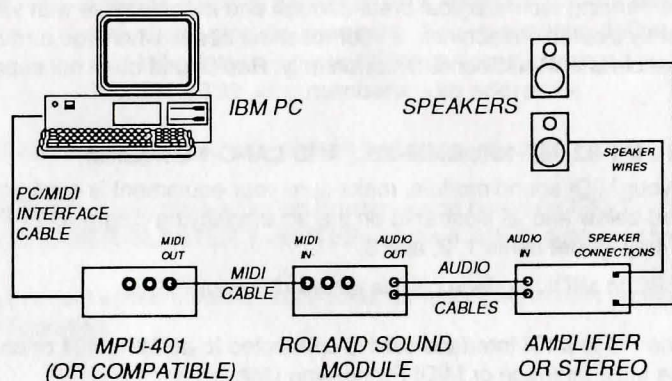 IBM PC
SPEAKERS
SPEAKER
WIRES
PC/MIDI
INTERFACE
CABLE
MIDI
OUT
MIDI
IN
AUDIO
OUT
AUDIO
IN
SPEAKER
CONNECTIONS
MIDI
CABLE
AUDIO
CABLES
MPU-401
(OR COMPATIBLE)
ROLAND SOUND
MODULE
AMPLIFIER
OR STEREO